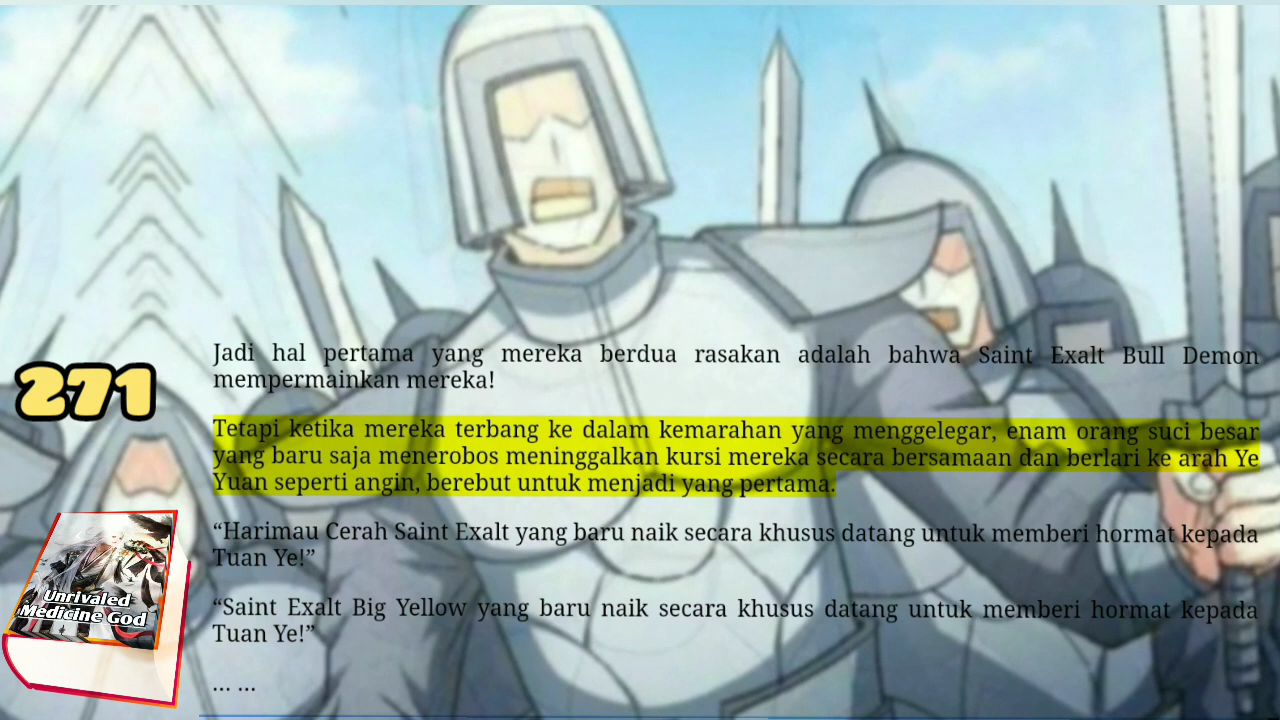 Jadi hal pertama yang mereka berdua rasakan adalah bahwa Saint Exalt Bull Demon
mempermainkan mereka!
271
Tetapi ketika mereka terbang ke dalam kemarahan yang menggelegar, enam orang suci besar
yang baru saja menerobos meninggalkan kursi mereka secara bersamaan dan berlari ke arah Ye
Yuan seperti angin, berebut untuk menjadi yang pertama.
“Harimau Cerah Saint Exalt yang baru naik secara khusus datang untuk memberi hormat kepada
Tuan Ye!”
“Saint Exalt Big Yellow yang baru naik secara khusus datang untuk memberi hormat kepada
Tuan Ye!”
... ...
Unrivaled
Medicine God